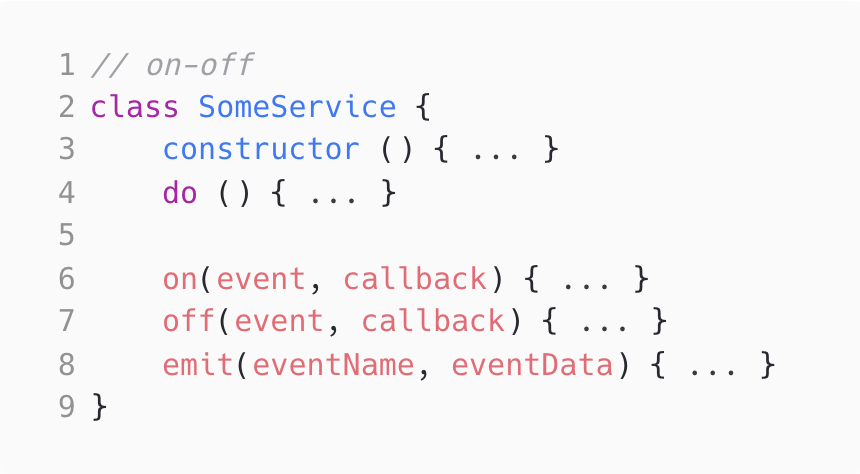 1 // on-off
2 class SomeService {
3     constructor () { ... }
4     do () { ... }
5
6     on(event, callback) { ... }
7     off(event, callback) { ... }
8     emit(eventName, eventData) { ... }
9 }